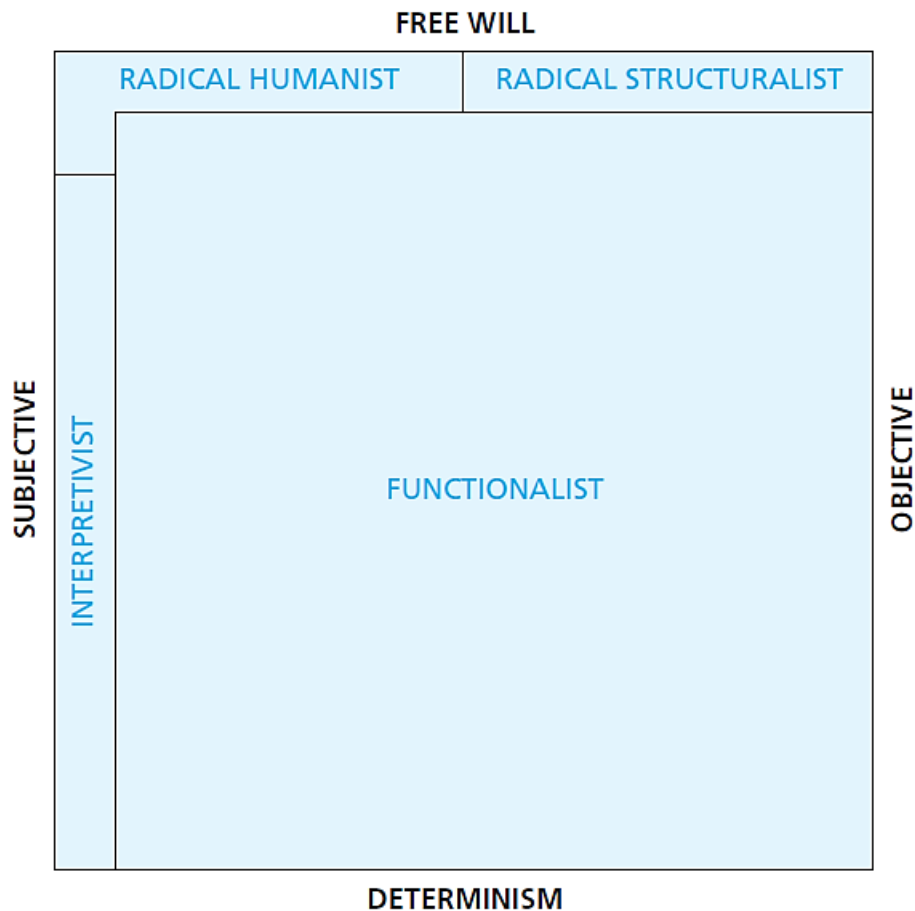 FREE WILL
RADICAL HUMANIST
RADICAL STRUCTURALIST
SUBJECTIVE
INTERPRETIVIST
FUNCTIONALIST
OBJECTIVE
DETERMINISM